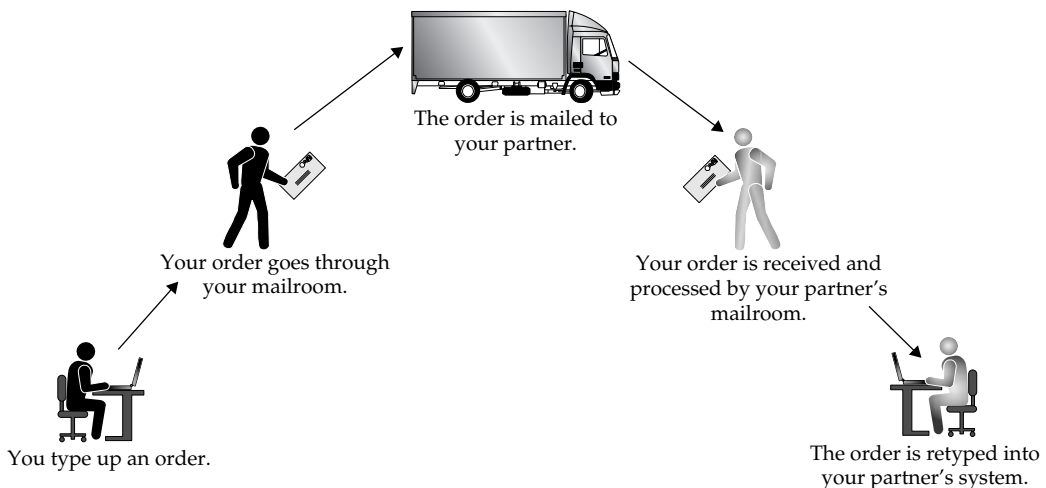 The order is mailed to
your partner.
Your order goes through
your mailroom.
Your order is received and
processed by your partner's
mailroom.
You type up an order.
The order is retyped into
your partner's system.